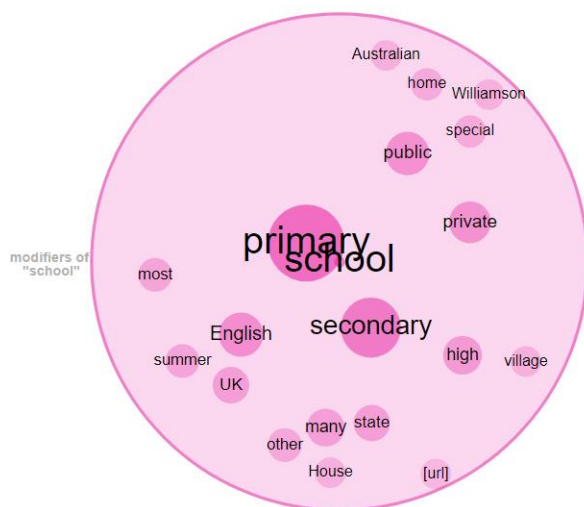 Australian
home
Williamson
special
public
private
primary
school
modifiers of
"school"
most
secondary
English
high
summer
village
UK
many
state
other
House
[url]